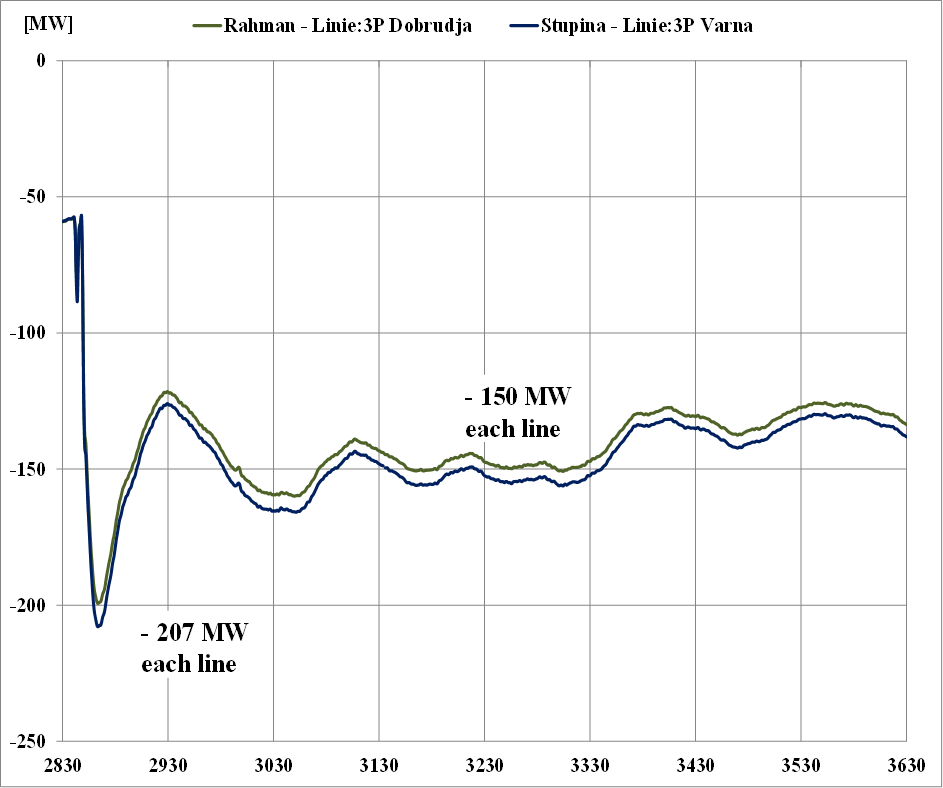 [MW]
Rahman - Linie:3P Dobrudja
Stupina - Linie:3P Varna
0
-50
-100
-150
-200
-250
- 150 MW
each line
- 207 MW
each line
2830 2930 3030 3130 3230 3330 3430 3530 3630